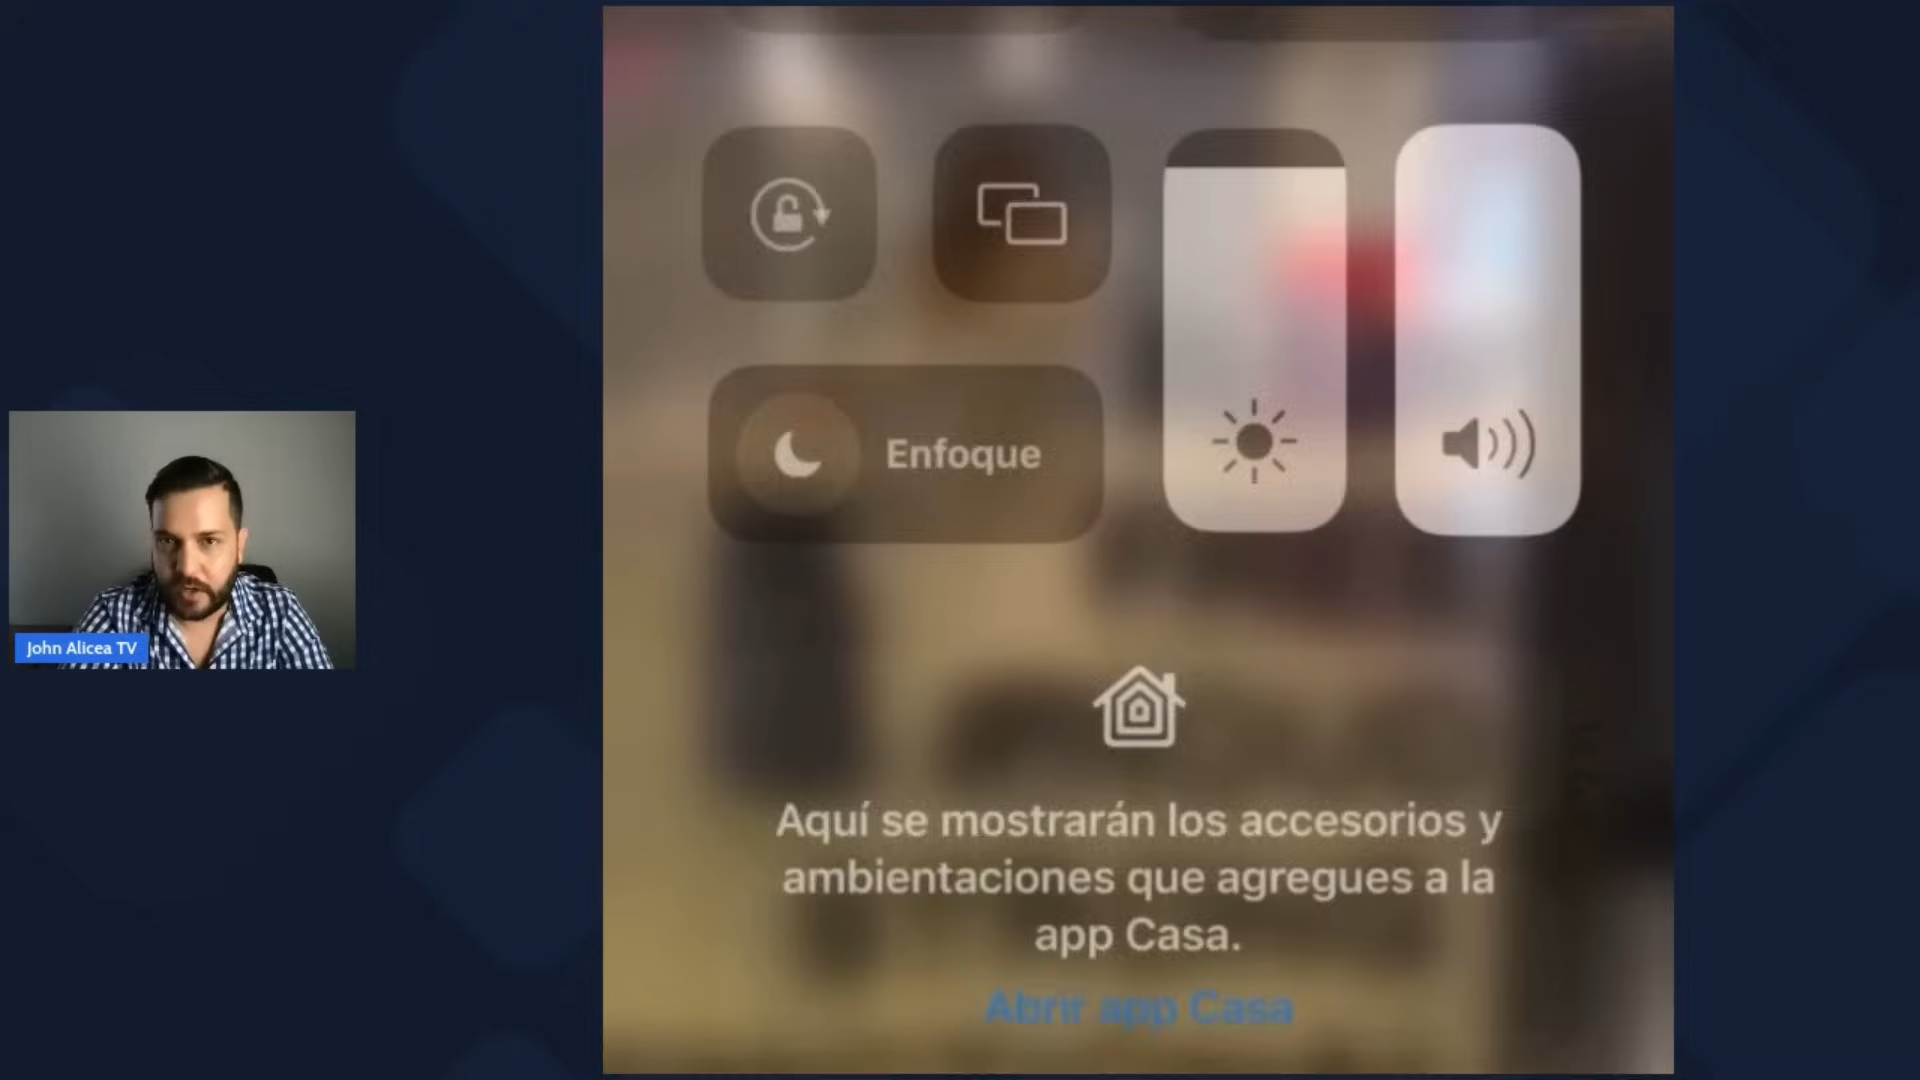 Enfoque
John Alicea TV
Aquí se mostrarán los accesorios y
ambientaciones que agregues a la
app Casa.
Abrir app Casa